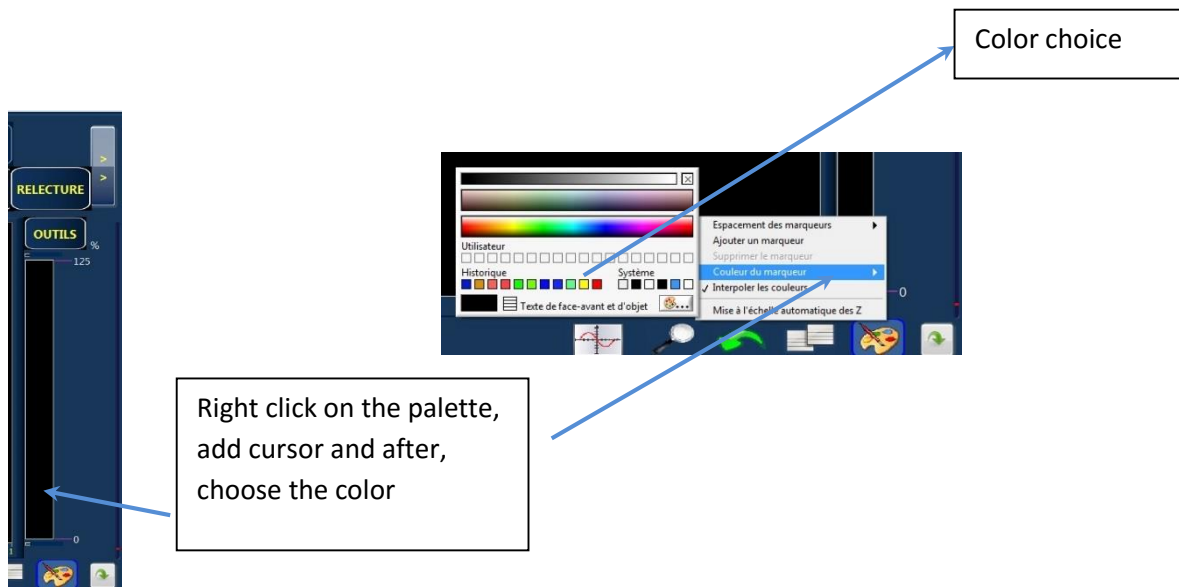 Color choice
>
RELECTURE
>
OUTILS
%
125
0
Utilisateur
Historique
Système
Texte de face-avant et d'objet
Espacement des marqueurs
Ajouter un marqueur
Supprimer le marqueur
Couleur du marqueur
✓ Interpoler les couleurs
Mise à l'échelle automatique des Z
0
Right click on the palette,
add cursor and after,
choose the color